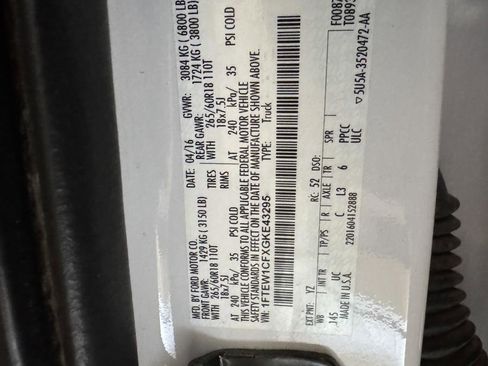 MFD. BY FORD MOTOR CO.
DATE: 04/16 GVWR: 3084 KG ( 6800 LB)
FRONT GAWR: 1429 KG ( 3150 LB) REAR GAWR: 1724 KG ( 3800 LB)
265/60R18 110T TIRES WITH 265/60R18 110T
18x7.5J RIMS 18x7.5J
AT 240 kPa/ 35 PSI COLD AT 240 kPa/ 35 PSI COLD
THIS VEHICLE CONFORMS TO ALL APPLICABLE FEDERAL MOTOR VEHICLE
SAFETY STANDARDS IN EFFECT ON THE DATE OF MANUFACTURE SHOWN ABOVE.
VIN: 1FTEW1CFXGKE43295 TYPE: Truck
F0087
T0893
EXT PNT: YZ RC: 52 DSO:
WB INT TR TP/PS R AXLE TR SPR
145 C L3 6 PPCC
ULC
MADE IN U.S.A. 2201604152888
▽5U5A-3520472-AA